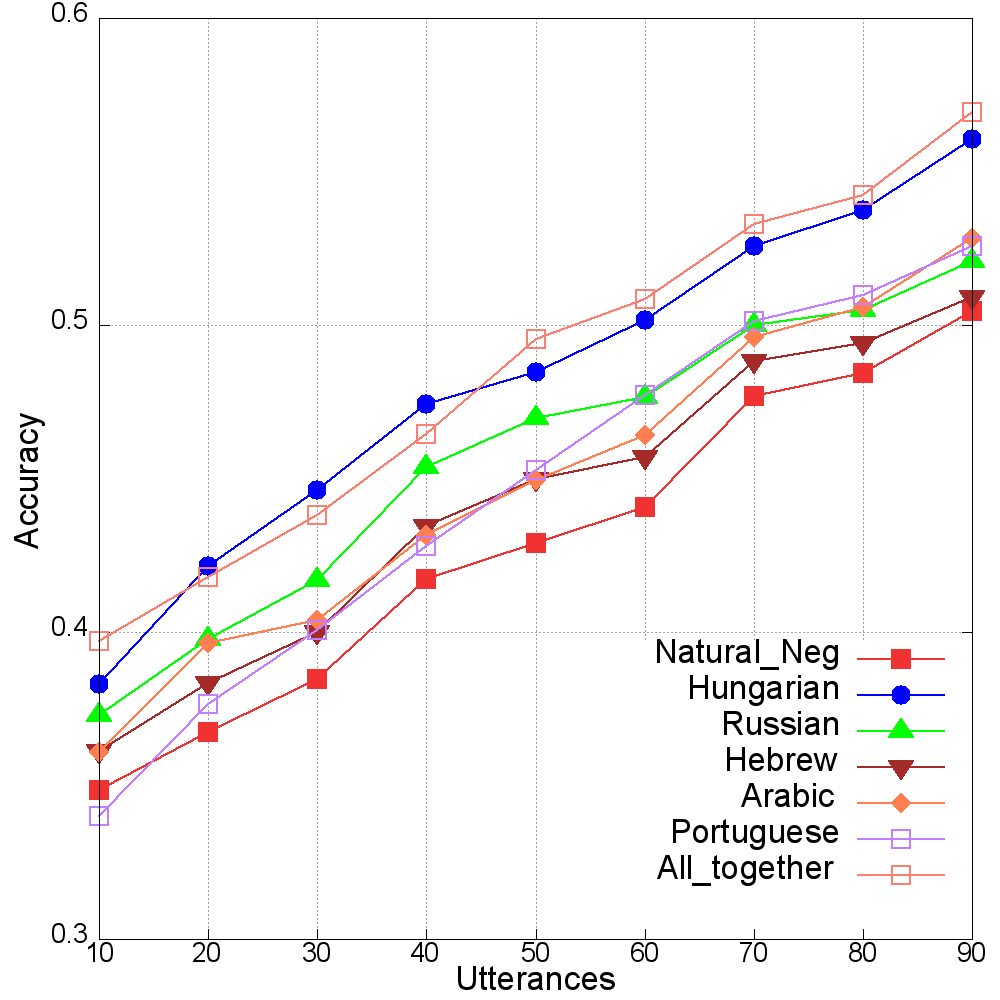 0.6
0.5
0.4
0.3
Accuracy
Natural_Neg
Hungarian
Russian
Hebrew
Arabic
Portuguese
All_together
10 20 30 40 50 60 70 80 90
Utterances